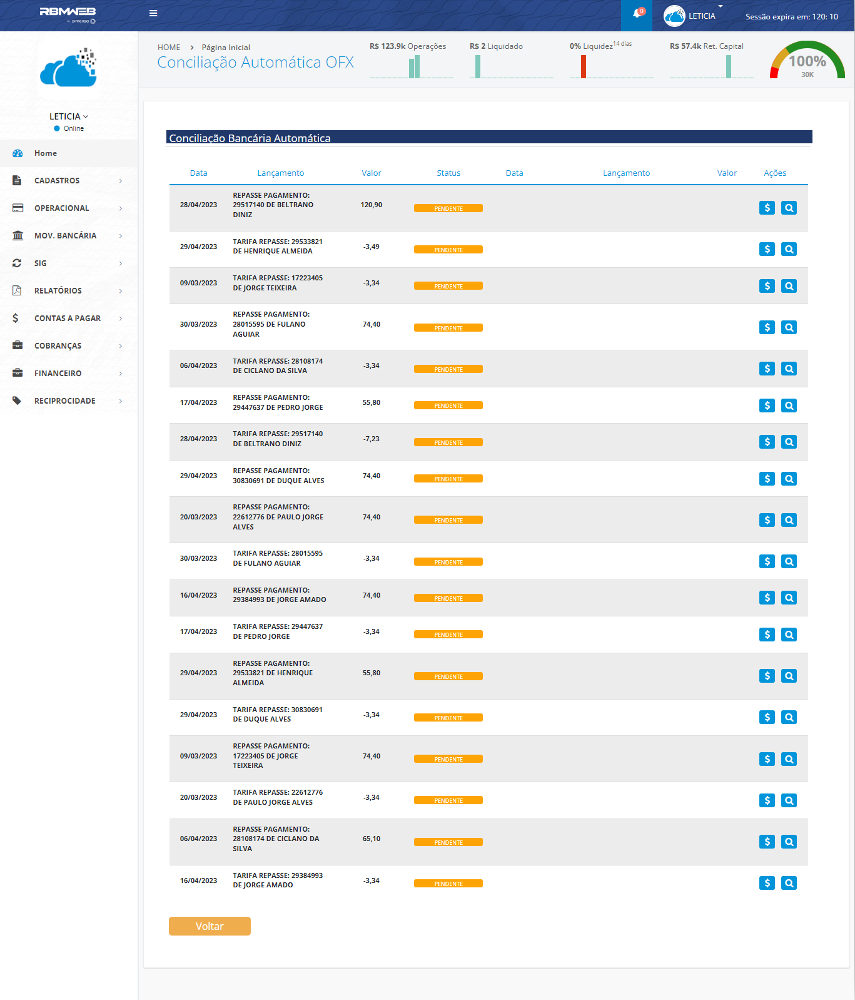 RBMWEB
by Dimensa
0
LETICIA
Sessão expira em: 120: 10
HOME > Página Inicial
Conciliação Automática OFX
R$ 123.9k Operações
R$ 2 Liquidado
0% Liquidez 14 dias
R$ 57.4k Ret. Capital
100%
30K
LETICIA
Online
Home
CADASTROS
OPERACIONAL
MOV. BANCÁRIA
SIG
RELATÓRIOS
CONTAS A PAGAR
COBRANÇAS
FINANCEIRO
RECIPROCIDADE
Conciliação Bancária Automática
Data Lançamento Valor Status Data Lançamento Valor Ações
REPASSE PAGAMENTO:
28/04/2023 29517140 DE BELTRANO 120,90 PENDENTE $
DINIZ
TARIFA REPASSE: 29533821
29/04/2023 DE HENRIQUE ALMEIDA -3,49 PENDENTE $
TARIFA REPASSE: 17223405
09/03/2023 DE JORGE TEIXEIRA -3,34 PENDENTE $
REPASSE PAGAMENTO:
30/03/2023 28015595 DE FULANO 74,40 PENDENTE $
AGUIAR
TARIFA REPASSE: 28108174
06/04/2023 DE CICLANO DA SILVA -3,34 PENDENTE $
REPASSE PAGAMENTO:
17/04/2023 29447637 DE PEDRO JORGE 55,80 PENDENTE $
TARIFA REPASSE: 29517140
28/04/2023 DE BELTRANO DINIZ -7,23 PENDENTE $
REPASSE PAGAMENTO:
29/04/2023 30830691 DE DUQUE ALVES 74,40 PENDENTE $
REPASSE PAGAMENTO:
20/03/2023 22612776 DE PAULO JORGE 74,40 PENDENTE $
ALVES
TARIFA REPASSE: 28015595
30/03/2023 DE FULANO AGUIAR -3,34 PENDENTE $
REPASSE PAGAMENTO:
16/04/2023 29384993 DE JORGE AMADO 74,40 PENDENTE $
TARIFA REPASSE: 29447637
17/04/2023 DE PEDRO JORGE -3,34 PENDENTE $
REPASSE PAGAMENTO:
29/04/2023 29533821 DE HENRIQUE 55,80 PENDENTE $
ALMEIDA
TARIFA REPASSE: 30830691
29/04/2023 DE DUQUE ALVES -3,34 PENDENTE $
REPASSE PAGAMENTO:
09/03/2023 17223405 DE JORGE 74,40 PENDENTE $
TEIXEIRA
TARIFA REPASSE: 22612776
20/03/2023 DE PAULO JORGE ALVES -3,34 PENDENTE $
REPASSE PAGAMENTO:
06/04/2023 28108174 DE CICLANO DA 65,10 PENDENTE $
SILVA
TARIFA REPASSE: 29384993
16/04/2023 DE JORGE AMADO -3,34 PENDENTE $
Voltar